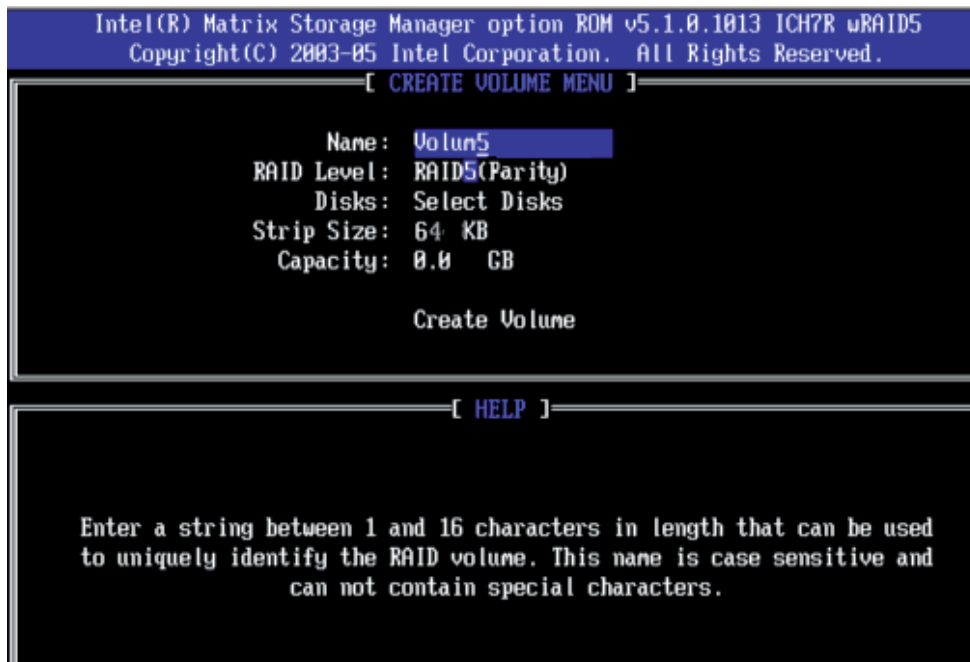 Intel(R) Matrix Storage Manager option ROM v5.1.0.1013 ICH7R wRAID5
Copyright(C) 2003-05 Intel Corporation. All Rights Reserved.
[ CREATE VOLUME MENU ]
Name: Volum5
RAID Level: RAID5(Parity)
Disks: Select Disks
Strip Size: 64 KB
Capacity: 0.0 GB
Create Volume
[ HELP ]
Enter a string between 1 and 16 characters in length that can be used
to uniquely identify the RAID volume. This name is case sensitive and
can not contain special characters.